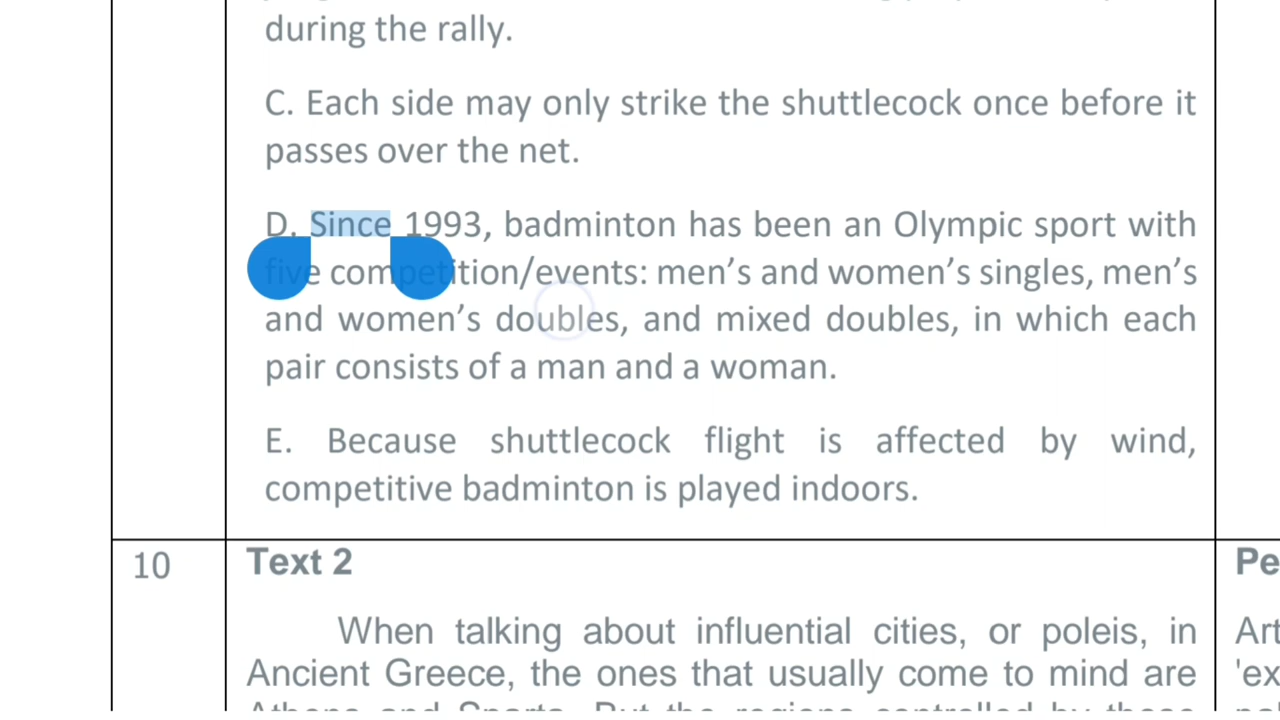 during the rally.
C. Each side may only strike the shuttlecock once before it
passes over the net.
D. Since 1993, badminton has been an Olympic sport with
five competition/events: men’s and women’s singles, men’s
and women’s doubles, and mixed doubles, in which each
pair consists of a man and a woman.
E. Because shuttlecock flight is affected by wind,
competitive badminton is played indoors.
10
Text 2
Pe
When talking about influential cities, or poleis, in
Art
Ancient Greece, the ones that usually come to mind are
'ex